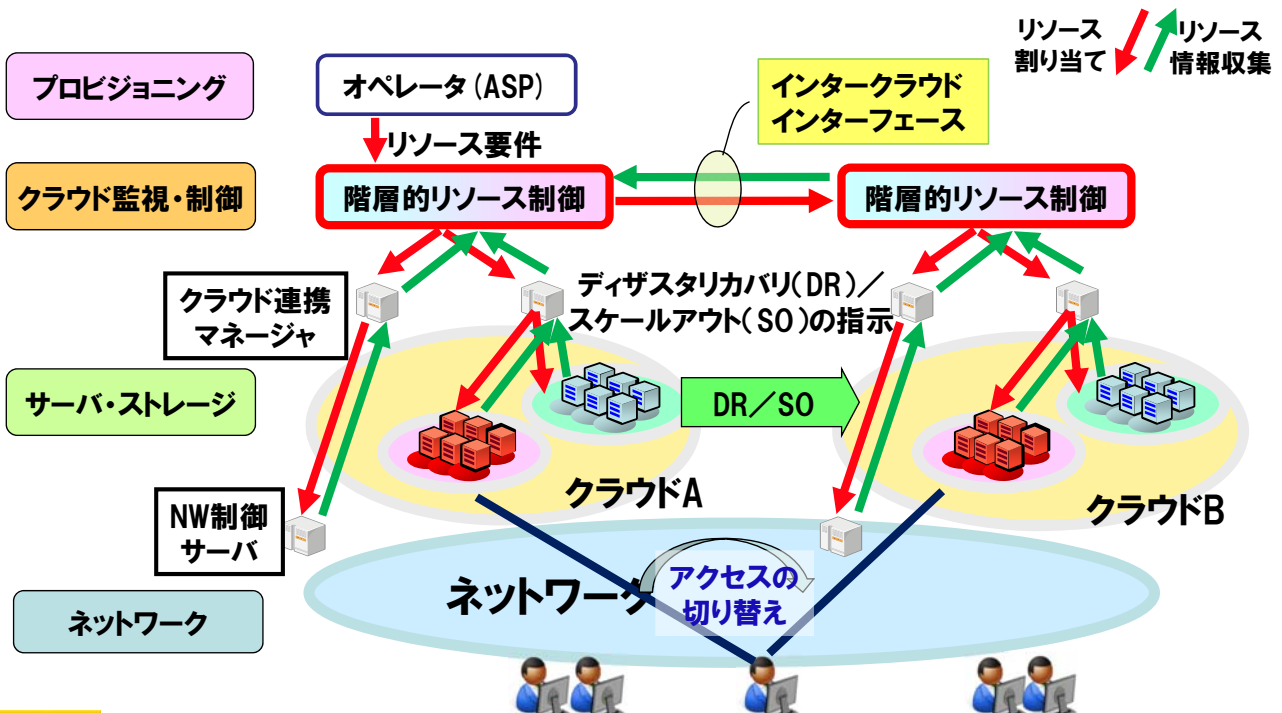 リソース
割り当て
リソース
情報収集
プロビジョニング
オペレータ(ASP)
インタークラウド
インターフェース
リソース要件
クラウド監視・制御
階層的リソース制御
階層的リソース制御
クラウド連携
マネージャ
ディザスタリカバリ(DR)／
スケールアウト(SO)の指示
サーバ・ストレージ
DR／SO
クラウドA
クラウドB
NW制御
サーバ
ネットワーク
アクセスの
切り替え
ネットワーク